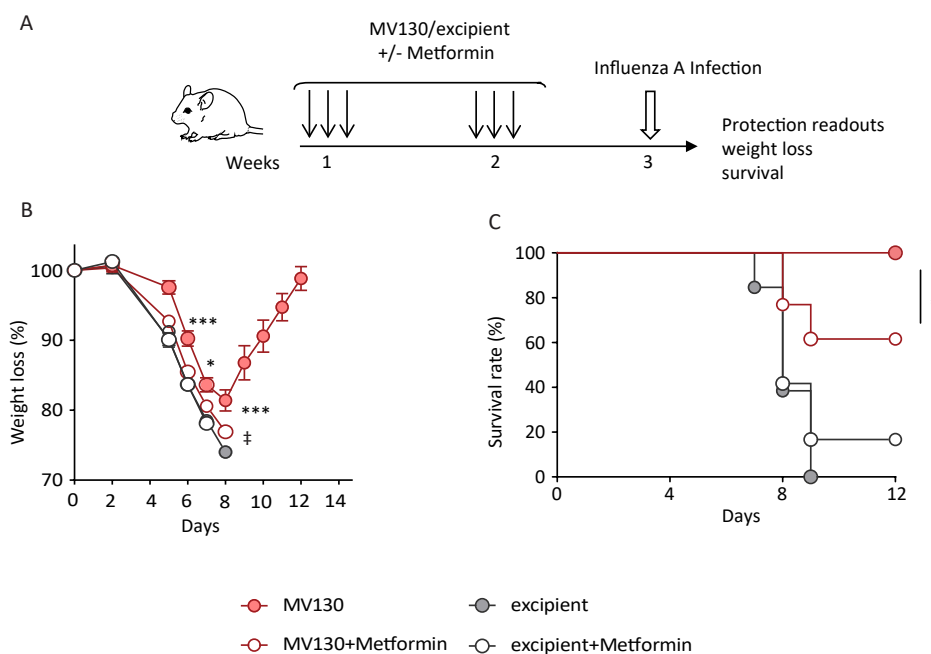 A
MV130/excipient
+/- Metformin
Influenza A Infection
Weeks
1
2
3
Protection readouts
weight loss
survival
B
Weight loss (%)
100
90
80
70
***
*
***
‡
0 2 4 6 8 10 12 14
Days
C
Survival rate (%)
100
80
60
40
20
0
0 4 8 12
Days
MV130
excipient
MV130+Metformin
excipient+Metformin